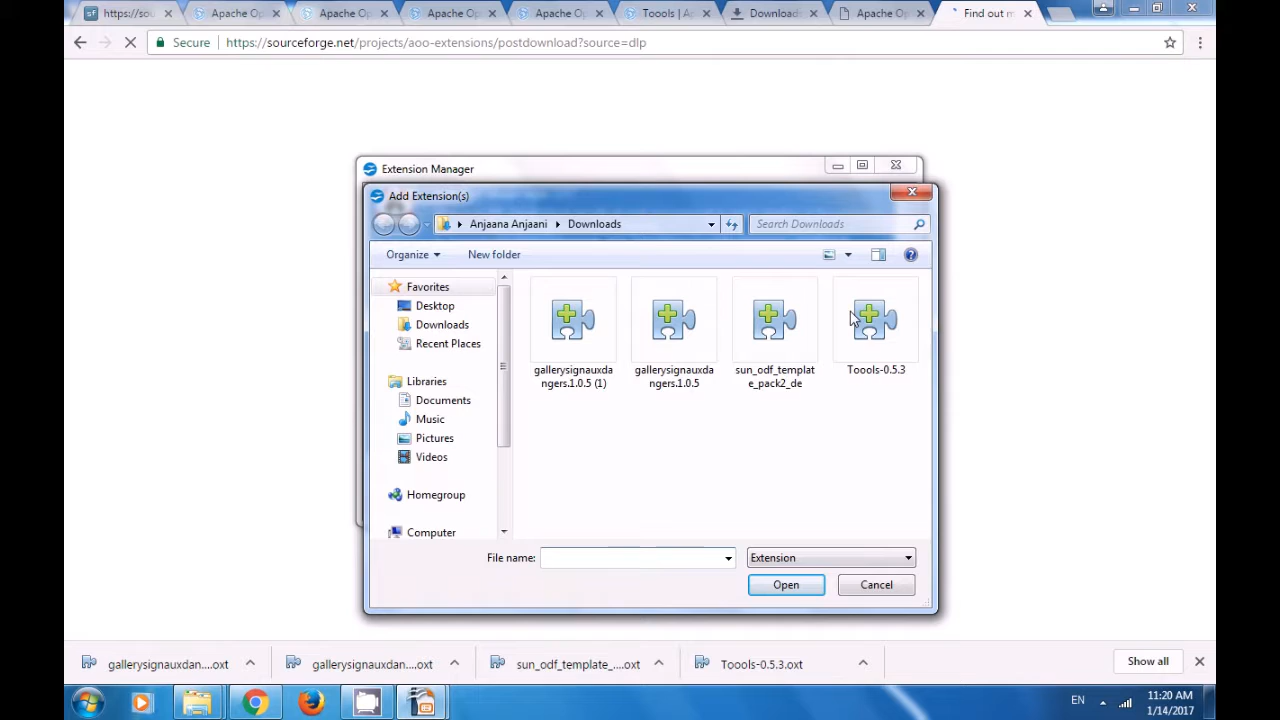 https://sou
Apache Op
Apache Op
Apache Op
Apache Op
Toools | A
Downloads
Apache Op
Find out m
Secure
https://sourceforge.net/projects/aoo-extensions/postdownload?source=dlp
Extension Manager
Add Extension(s)
Anjaana Anjaani
Downloads
Search Downloads
Organize
New folder
Favorites
Desktop
Downloads
Recent Places
Libraries
Documents
Music
Pictures
Videos
Homegroup
Computer
gallerysignauxda
ngers.1.0.5 (1)
gallerysignauxda
ngers.1.0.5
sun_odf_templat
e_pack2_de
Toools-0.5.3
File name:
Extension
Open
Cancel
gallerysignauxdan....oxt
gallerysignauxdan....oxt
sun_odf_template_....oxt
Toools-0.5.3.oxt
Show all
EN
11:20 AM
1/14/2017